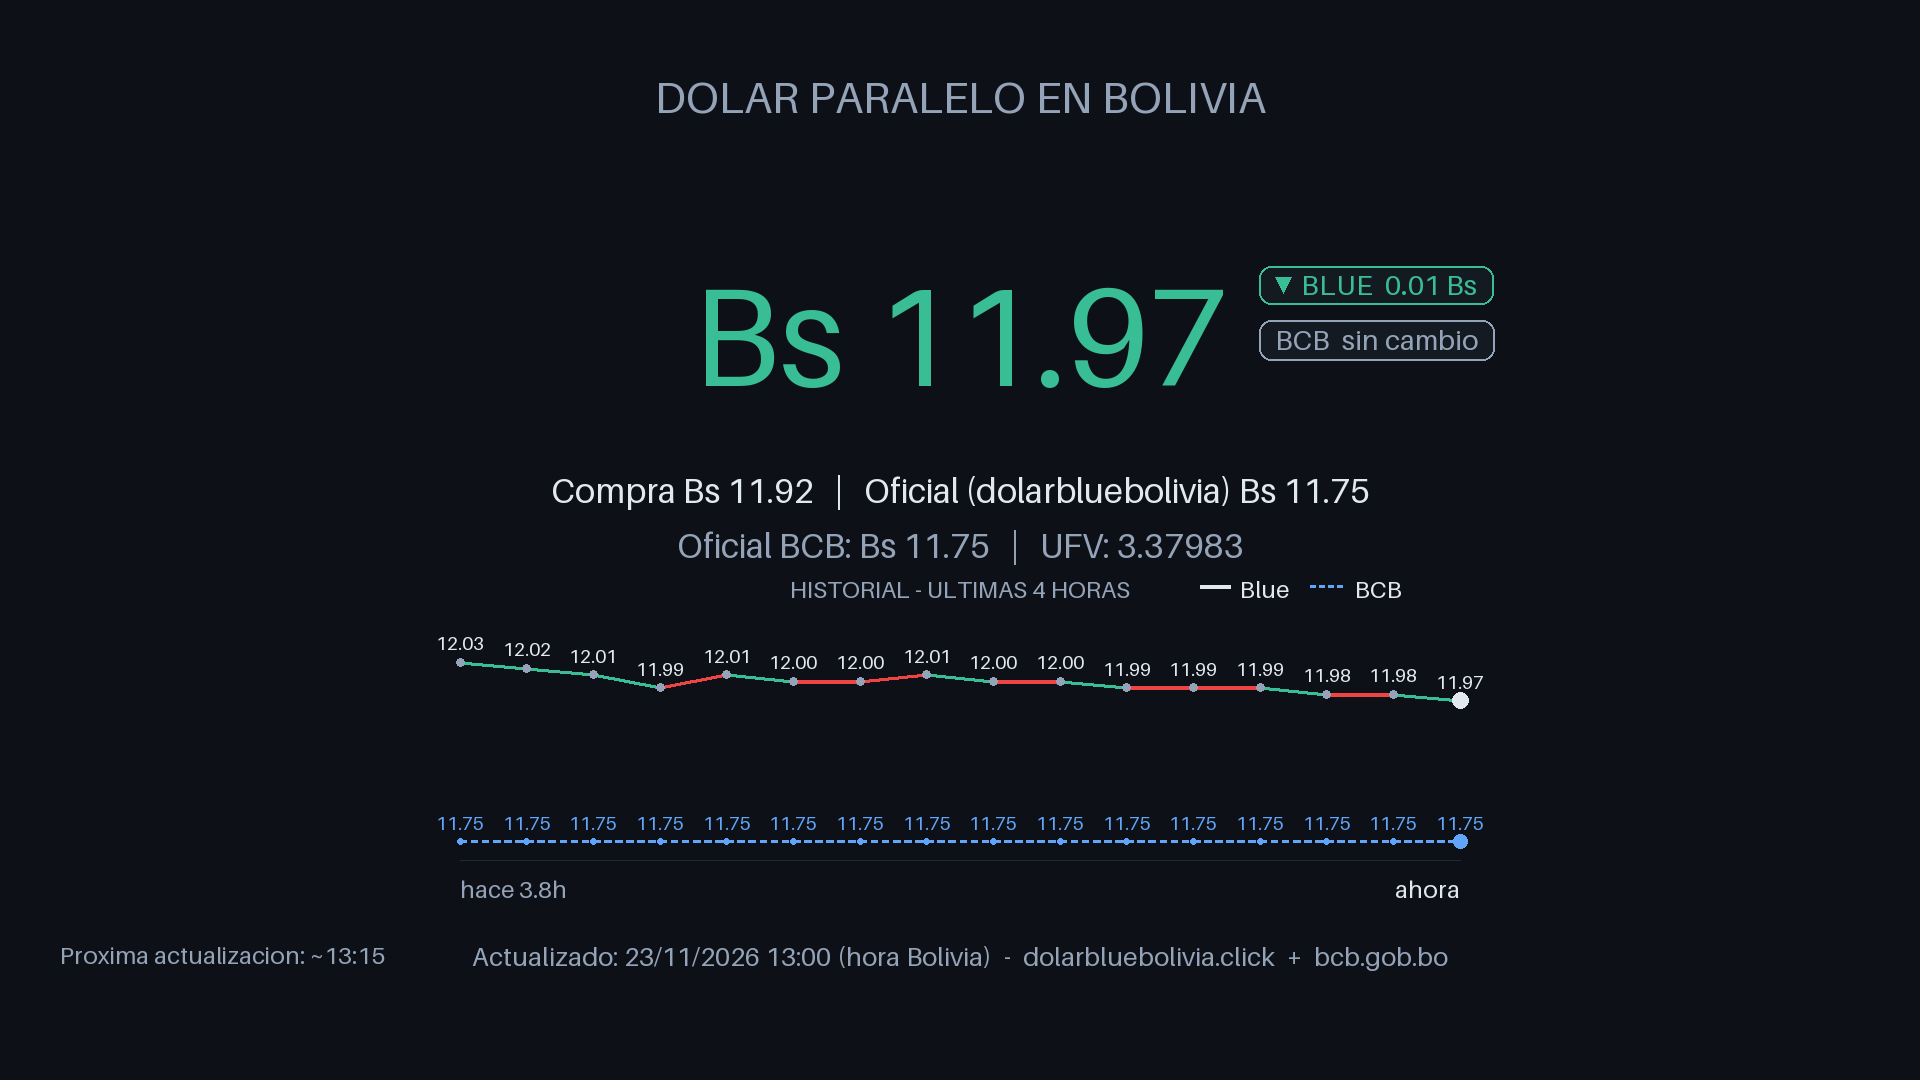 DOLAR PARALELO EN BOLIVIA
Bs 11.97
▼ BLUE 0.01 Bs
BCB sin cambio
Compra Bs 11.92 | Oficial (dolarbluebolivia) Bs 11.75
Oficial BCB: Bs 11.75 | UFV: 3.37983
HISTORIAL - ULTIMAS 4 HORAS Blue BCB
12.03 12.02 12.01 11.99 12.01 12.00 12.00 12.01 12.00 12.00 11.99 11.99 11.99 11.98 11.98 11.97
11.75 11.75 11.75 11.75 11.75 11.75 11.75 11.75 11.75 11.75 11.75 11.75 11.75 11.75 11.75 11.75
hace 3.8h ahora
Proxima actualizacion: ~13:15 Actualizado: 23/11/2026 13:00 (hora Bolivia) - dolarbluebolivia.click + bcb.gob.bo